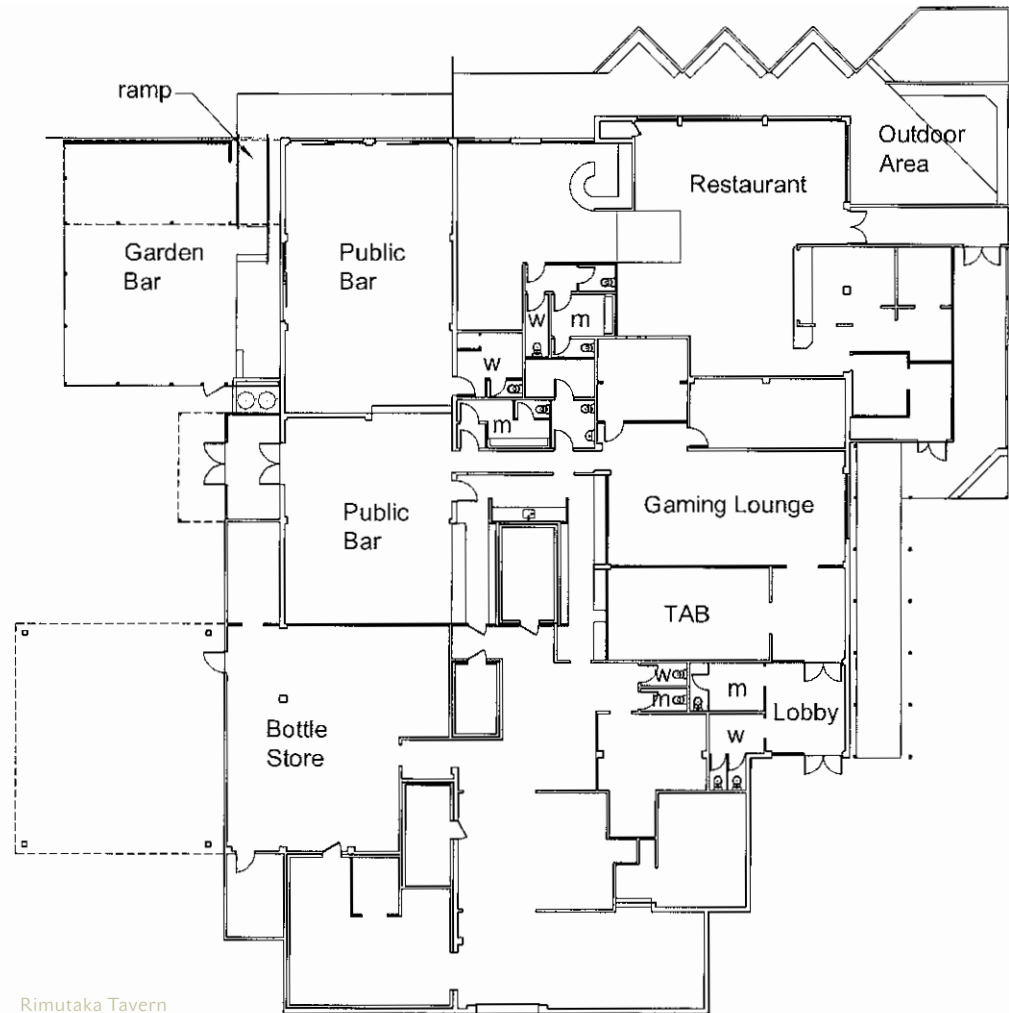 ramp
Outdoor
Area
Restaurant
Garden
Bar
Public
Bar
w
m
w
m
Gaming Lounge
Public
Bar
TAB
w
m
m
Lobby
w
Bottle
Store
Rimutaka Tavern